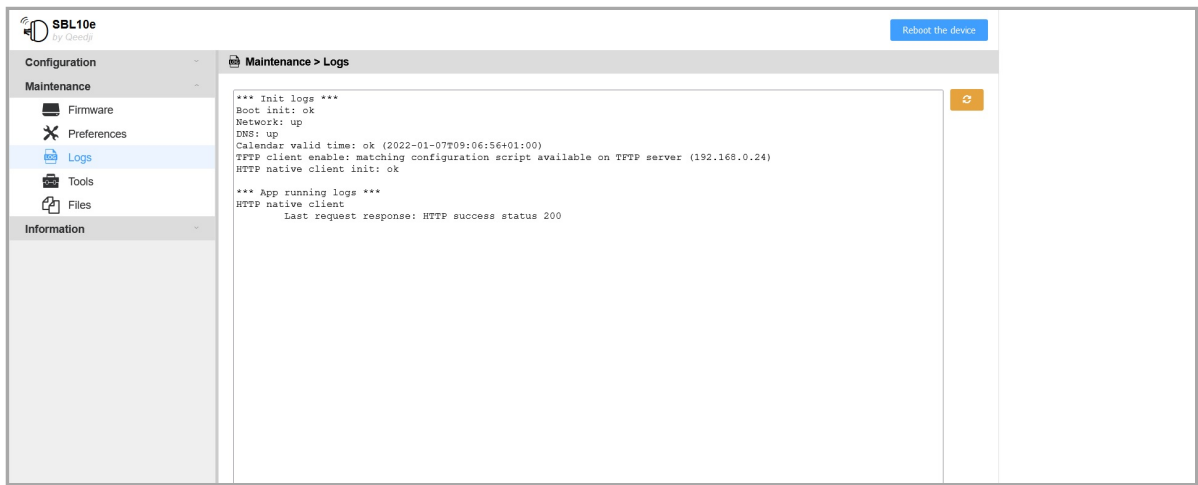 SBL10e
by Qeedji
Reboot the device
Configuration
Maintenance
Firmware
Preferences
LOG Logs
Tools
Files
Information
LOG Maintenance > Logs
*** Init logs ***
Boot init: ok
Network: up
DNS: up
Calendar valid time: ok (2022-01-07T09:06:56+01:00)
TFTP client enable: matching configuration script available on TFTP server (192.168.0.24)
HTTP native client init: ok
*** App running logs ***
HTTP native client
Last request response: HTTP success status 200